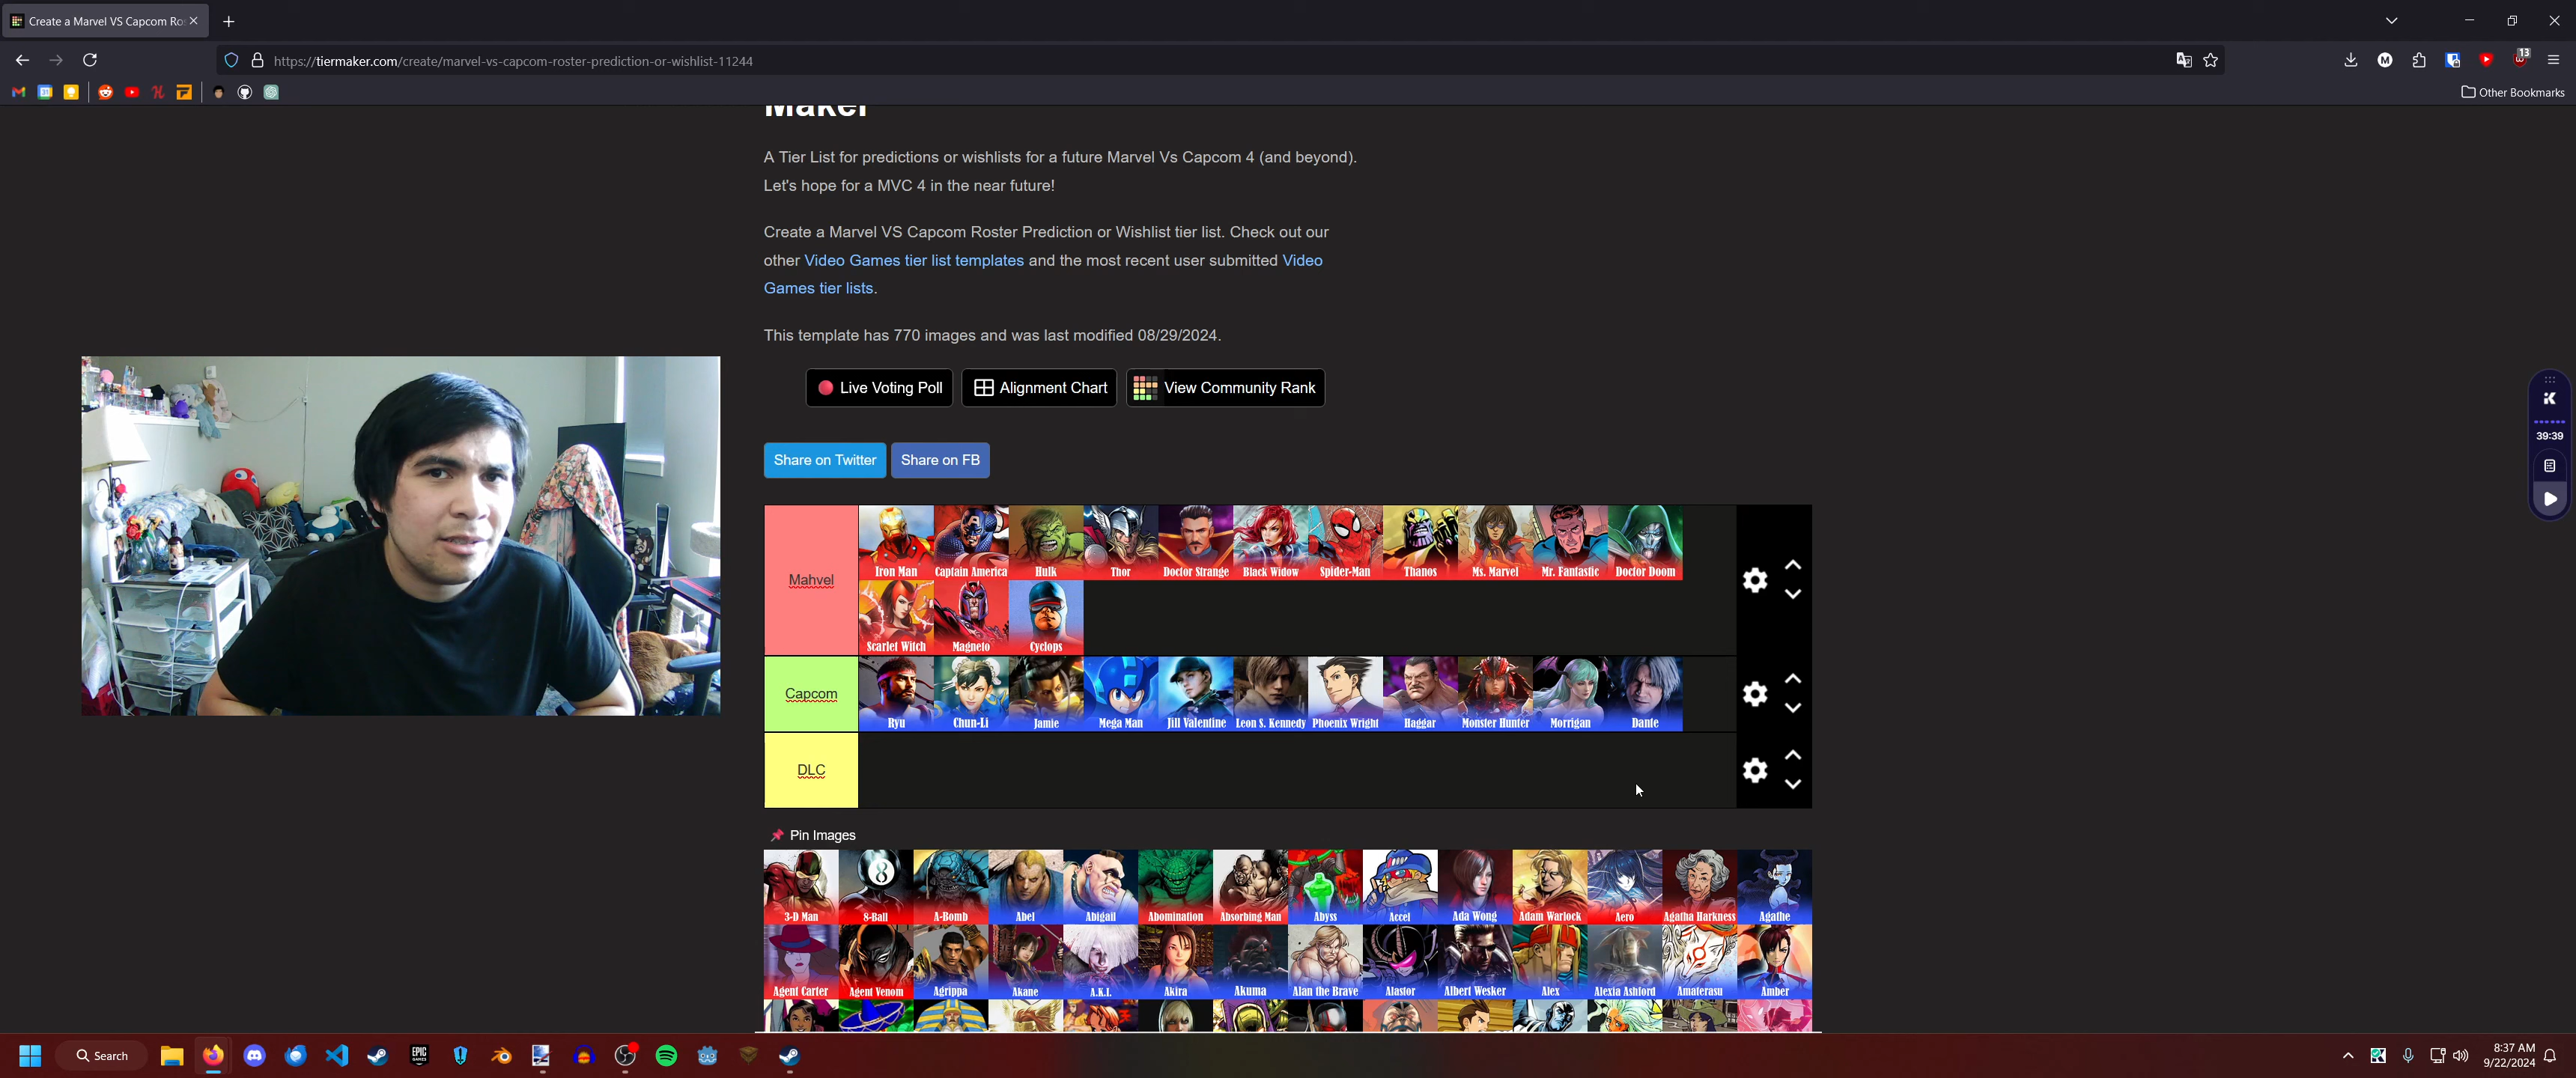 Create a Marvel VS Capcom Ro
https://tiermaker.com/create/marvel-vs-capcom-roster-prediction-or-wishlist-11244
13
Other Bookmarks
Maker
A Tier List for predictions or wishlists for a future Marvel Vs Capcom 4 (and beyond).
Let's hope for a MVC 4 in the near future!
Create a Marvel VS Capcom Roster Prediction or Wishlist tier list. Check out our
other Video Games tier list templates and the most recent user submitted Video
Games tier lists.
This template has 770 images and was last modified 08/29/2024.
Live Voting Poll Alignment Chart View Community Rank
Share on Twitter Share on FB
39:39
Mahvel
Iron Man Captain America Hulk Thor Doctor Strange Black Widow Spider-Man Thanos Ms. Marvel Mr. Fantastic Doctor Doom
Scarlet Witch Magneto Cyclops
Capcom
Ryu Chun-Li Jamie Mega Man Jill Valentine Leon S. Kennedy Phoenix Wright Haggar Monster Hunter Morrigan Dante
DLC
Pin Images
3-D Man 8-Ball A-Bomb Abel Abigail Abomination Absorbing Man Abyss Accel Ada Wong Adam Warlock Aero Agatha Harkness Agathe
Agent Carter Agent Venom Agrippa Akane A.K.I. Akira Akuma Alan the Brave Alastor Albert Wesker Alex Alexia Ashford Amaterasu Amber
Search
EPIC GAMES
8:37 AM
9/22/2024